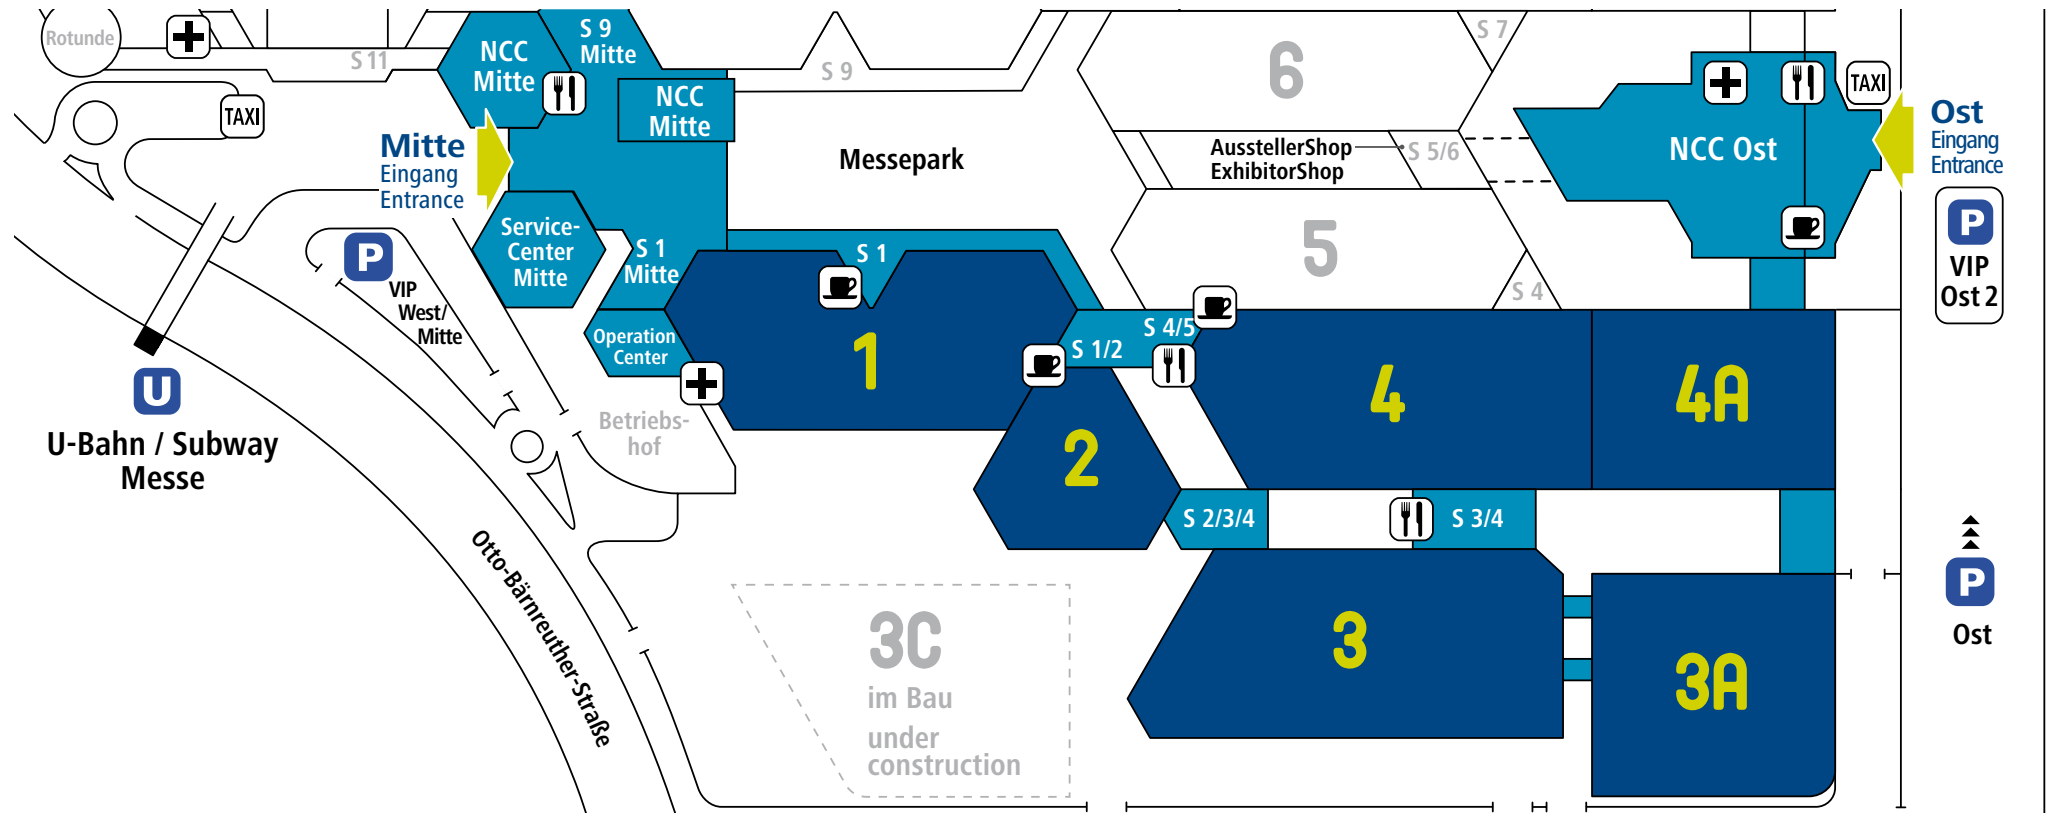 Rotunde
S 11
TAXI
NCC
Mitte
S 9
Mitte
NCC
Mitte
S 9
Mitte
Eingang
Entrance
Messepark
6
S 7
AusstellerShop
ExhibitorShop
S 5/6
NCC Ost
TAXI
Ost
Eingang
Entrance
P
VIP
Ost 2
Service-
Center
Mitte
S 1
Mitte
S 1
5
S 4
P
VIP
West/
Mitte
Operation
Center
1
S 4/5
S 1/2
4
4A
U
U-Bahn / Subway
Messe
Betriebs-
hof
2
S 2/3/4
S 3/4
Otto-Bärnreuther-Straße
3C
im Bau
under
construction
3
3A
P
Ost